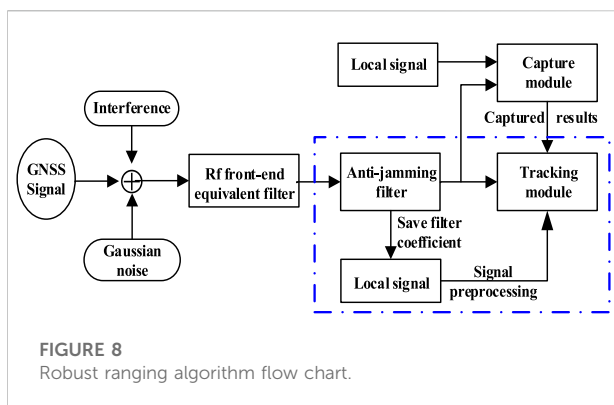 Local signal
Capture
module
Interference
Captured results
GNSS
Signal
Rf front-end
equivalent filter
Anti-jamming
filter
Tracking
module
Gaussian
noise
Save filter
coefficient
Local signal
Signal
preprocessing
FIGURE 8
Robust ranging algorithm flow chart.